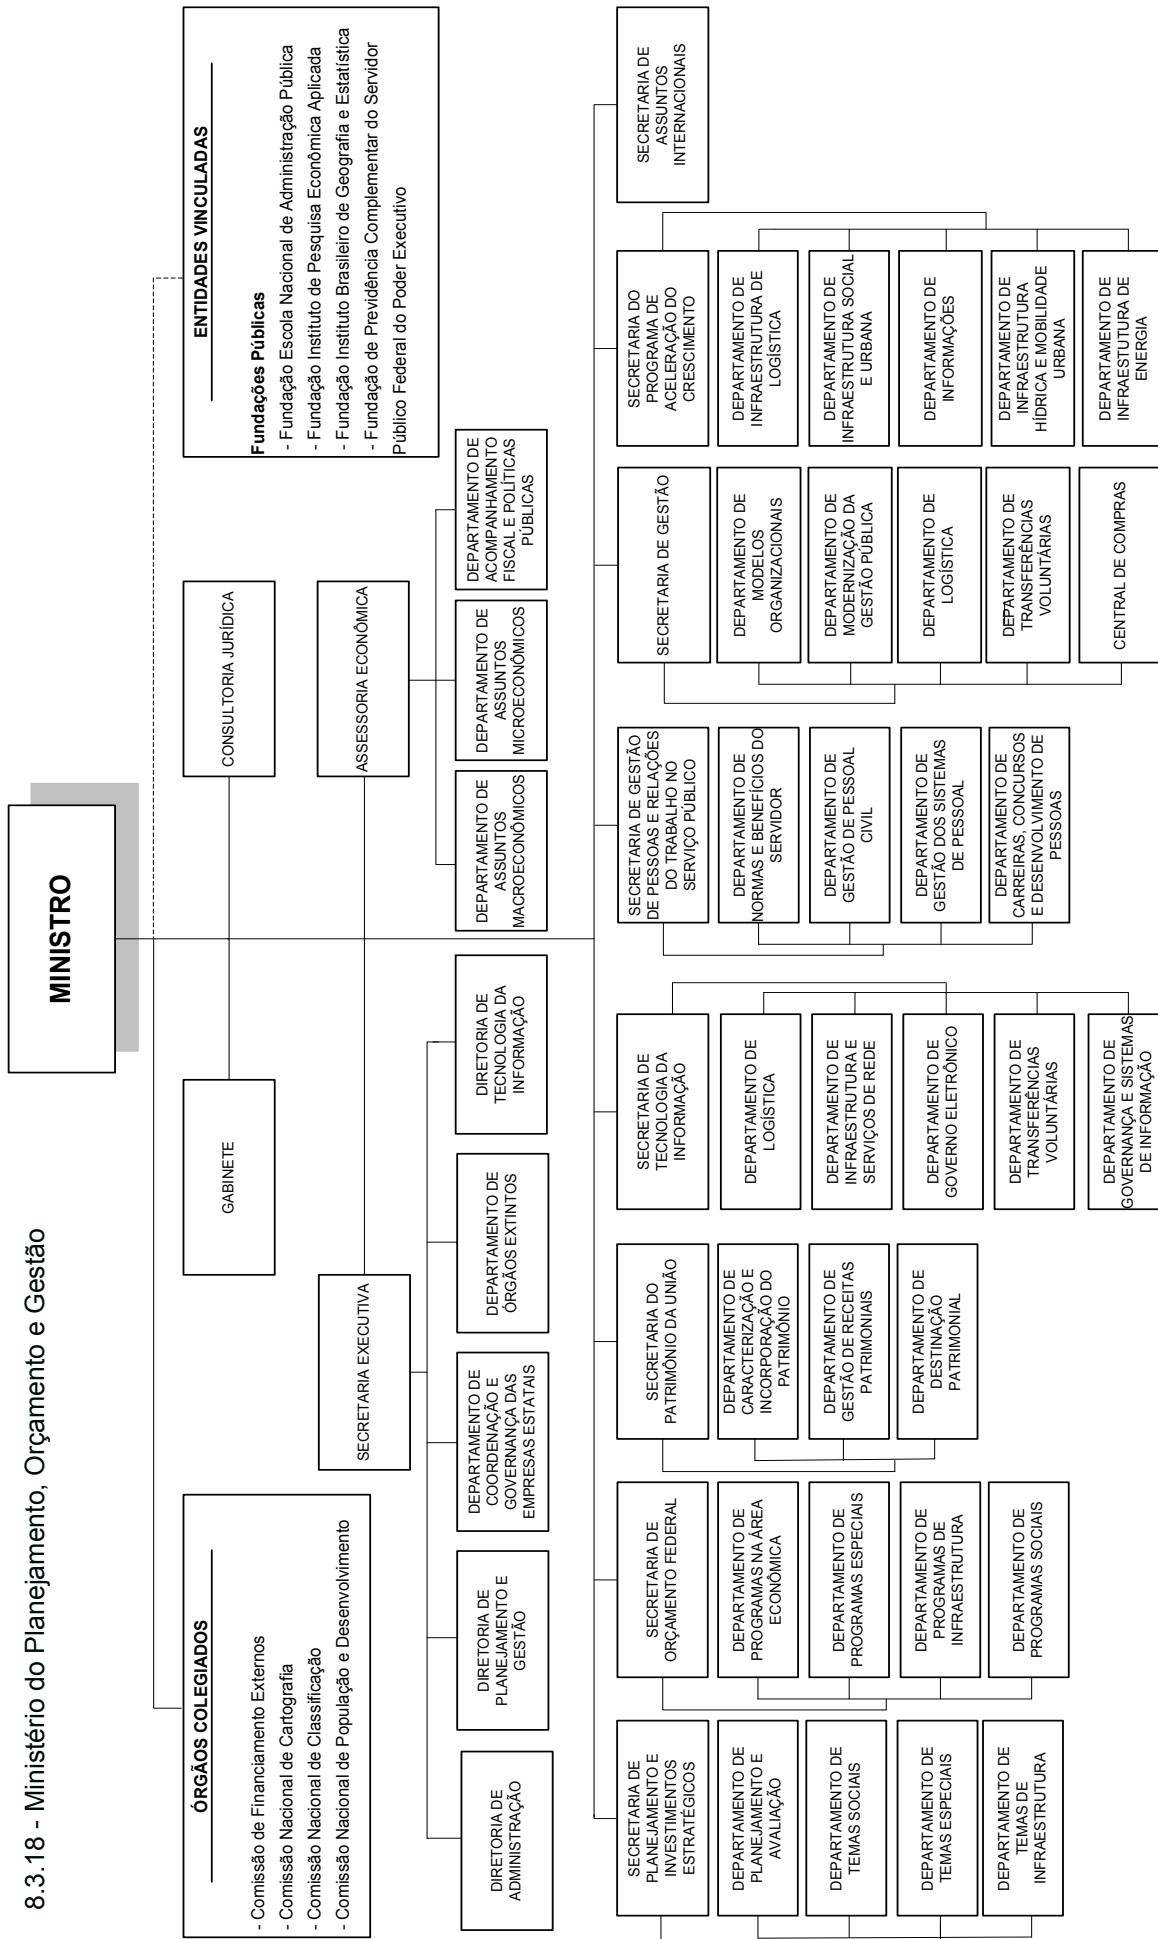 8.3.18 - Ministério do Planejamento, Orçamento e Gestão
MINISTRO
ÓRGÃOS COLEGIADOS
- Comissão de Financiamento Externos
- Comissão Nacional de Cartografia
- Comissão Nacional de Classificação
- Comissão Nacional de População e Desenvolvimento
GABINETE
CONSULTORIA JURÍDICA
ENTIDADES VINCULADAS
Fundações Públicas
- Fundação Escola Nacional de Administração Pública
- Fundação Instituto de Pesquisa Econômica Aplicada
- Fundação Instituto Brasileiro de Geografia e Estatística
- Fundação de Previdência Complementar do Servidor
Público Federal do Poder Executivo
SECRETARIA EXECUTIVA
ASSESSORIA ECONÔMICA
DIRETORIA DE
ADMINISTRAÇÃO
DIRETORIA DE
PLANEJAMENTO E
GESTÃO
DEPARTAMENTO DE
COORDENAÇÃO E
GOVERNANÇA DAS
EMPRESAS ESTATAIS
DEPARTAMENTO DE
ÓRGÃOS EXTINTOS
DIRETORIA DE
TECNOLOGIA DA
INFORMAÇÃO
DEPARTAMENTO DE
ASSUNTOS
MACROECONÔMICOS
DEPARTAMENTO DE
ASSUNTOS
MICROECONÔMICOS
DEPARTAMENTO DE
ACOMPANHAMENTO
FISCAL E POLÍTICAS
PÚBLICAS
SECRETARIA DE
PLANEJAMENTO E
INVESTIMENTOS
ESTRATÉGICOS
DEPARTAMENTO DE
PLANEJAMENTO E
AVALIAÇÃO
DEPARTAMENTO DE
TEMAS SOCIAIS
DEPARTAMENTO DE
TEMAS ESPECIAIS
DEPARTAMENTO DE
TEMAS DE
INFRAESTRUTURA
SECRETARIA DE
ORÇAMENTO FEDERAL
DEPARTAMENTO DE
PROGRAMAS NA ÁREA
ECONÔMICA
DEPARTAMENTO DE
PROGRAMAS ESPECIAIS
DEPARTAMENTO DE
PROGRAMAS DE
INFRAESTRUTURA
DEPARTAMENTO DE
PROGRAMAS SOCIAIS
SECRETARIA DO
PATRIMÔNIO DA UNIÃO
DEPARTAMENTO DE
CARACTERIZAÇÃO E
INCORPORAÇÃO DO
PATRIMÔNIO
DEPARTAMENTO DE
GESTÃO DE RECEITAS
PATRIMONIAIS
DEPARTAMENTO DE
DESTINAÇÃO
PATRIMONIAL
SECRETARIA DE
TECNOLOGIA DA
INFORMAÇÃO
DEPARTAMENTO DE
LOGÍSTICA
DEPARTAMENTO DE
INFRAESTRUTURA E
SERVIÇOS DE REDE
DEPARTAMENTO DE
GOVERNO ELETRÔNICO
DEPARTAMENTO DE
TRANSFERÊNCIAS
VOLUNTÁRIAS
DEPARTAMENTO DE
GOVERNANÇA E SISTEMAS
DE INFORMAÇÃO
SECRETARIA DE GESTÃO
DE PESSOAS E RELAÇÕES
DO TRABALHO NO
SERVIÇO PÚBLICO
DEPARTAMENTO DE
NORMAS E BENEFÍCIOS DO
SERVIDOR
DEPARTAMENTO DE
GESTÃO DE PESSOAL
CIVIL
DEPARTAMENTO DE
GESTÃO DOS SISTEMAS
DE PESSOAL
DEPARTAMENTO DE
CARREIRAS, CONCURSOS
E DESENVOLVIMENTO DE
PESSOAS
SECRETARIA DE GESTÃO
DEPARTAMENTO DE
MODELOS
ORGANIZACIONAIS
DEPARTAMENTO DE
MODERNIZAÇÃO DA
GESTÃO PÚBLICA
DEPARTAMENTO DE
LOGÍSTICA
DEPARTAMENTO DE
TRANSFERÊNCIAS
VOLUNTÁRIAS
CENTRAL DE COMPRAS
SECRETARIA DO
PROGRAMA DE
ACELERAÇÃO DO
CRESCIMENTO
DEPARTAMENTO DE
INFRAESTRUTURA DE
LOGÍSTICA
DEPARTAMENTO DE
INFRAESTRUTURA SOCIAL
E URBANA
DEPARTAMENTO DE
INFORMAÇÕES
DEPARTAMENTO DE
INFRAESTRUTURA
HÍDRICA E MOBILIDADE
URBANA
DEPARTAMENTO DE
INFRAESTUTURA DE
ENERGIA
SECRETARIA DE
ASSUNTOS
INTERNACIONAIS